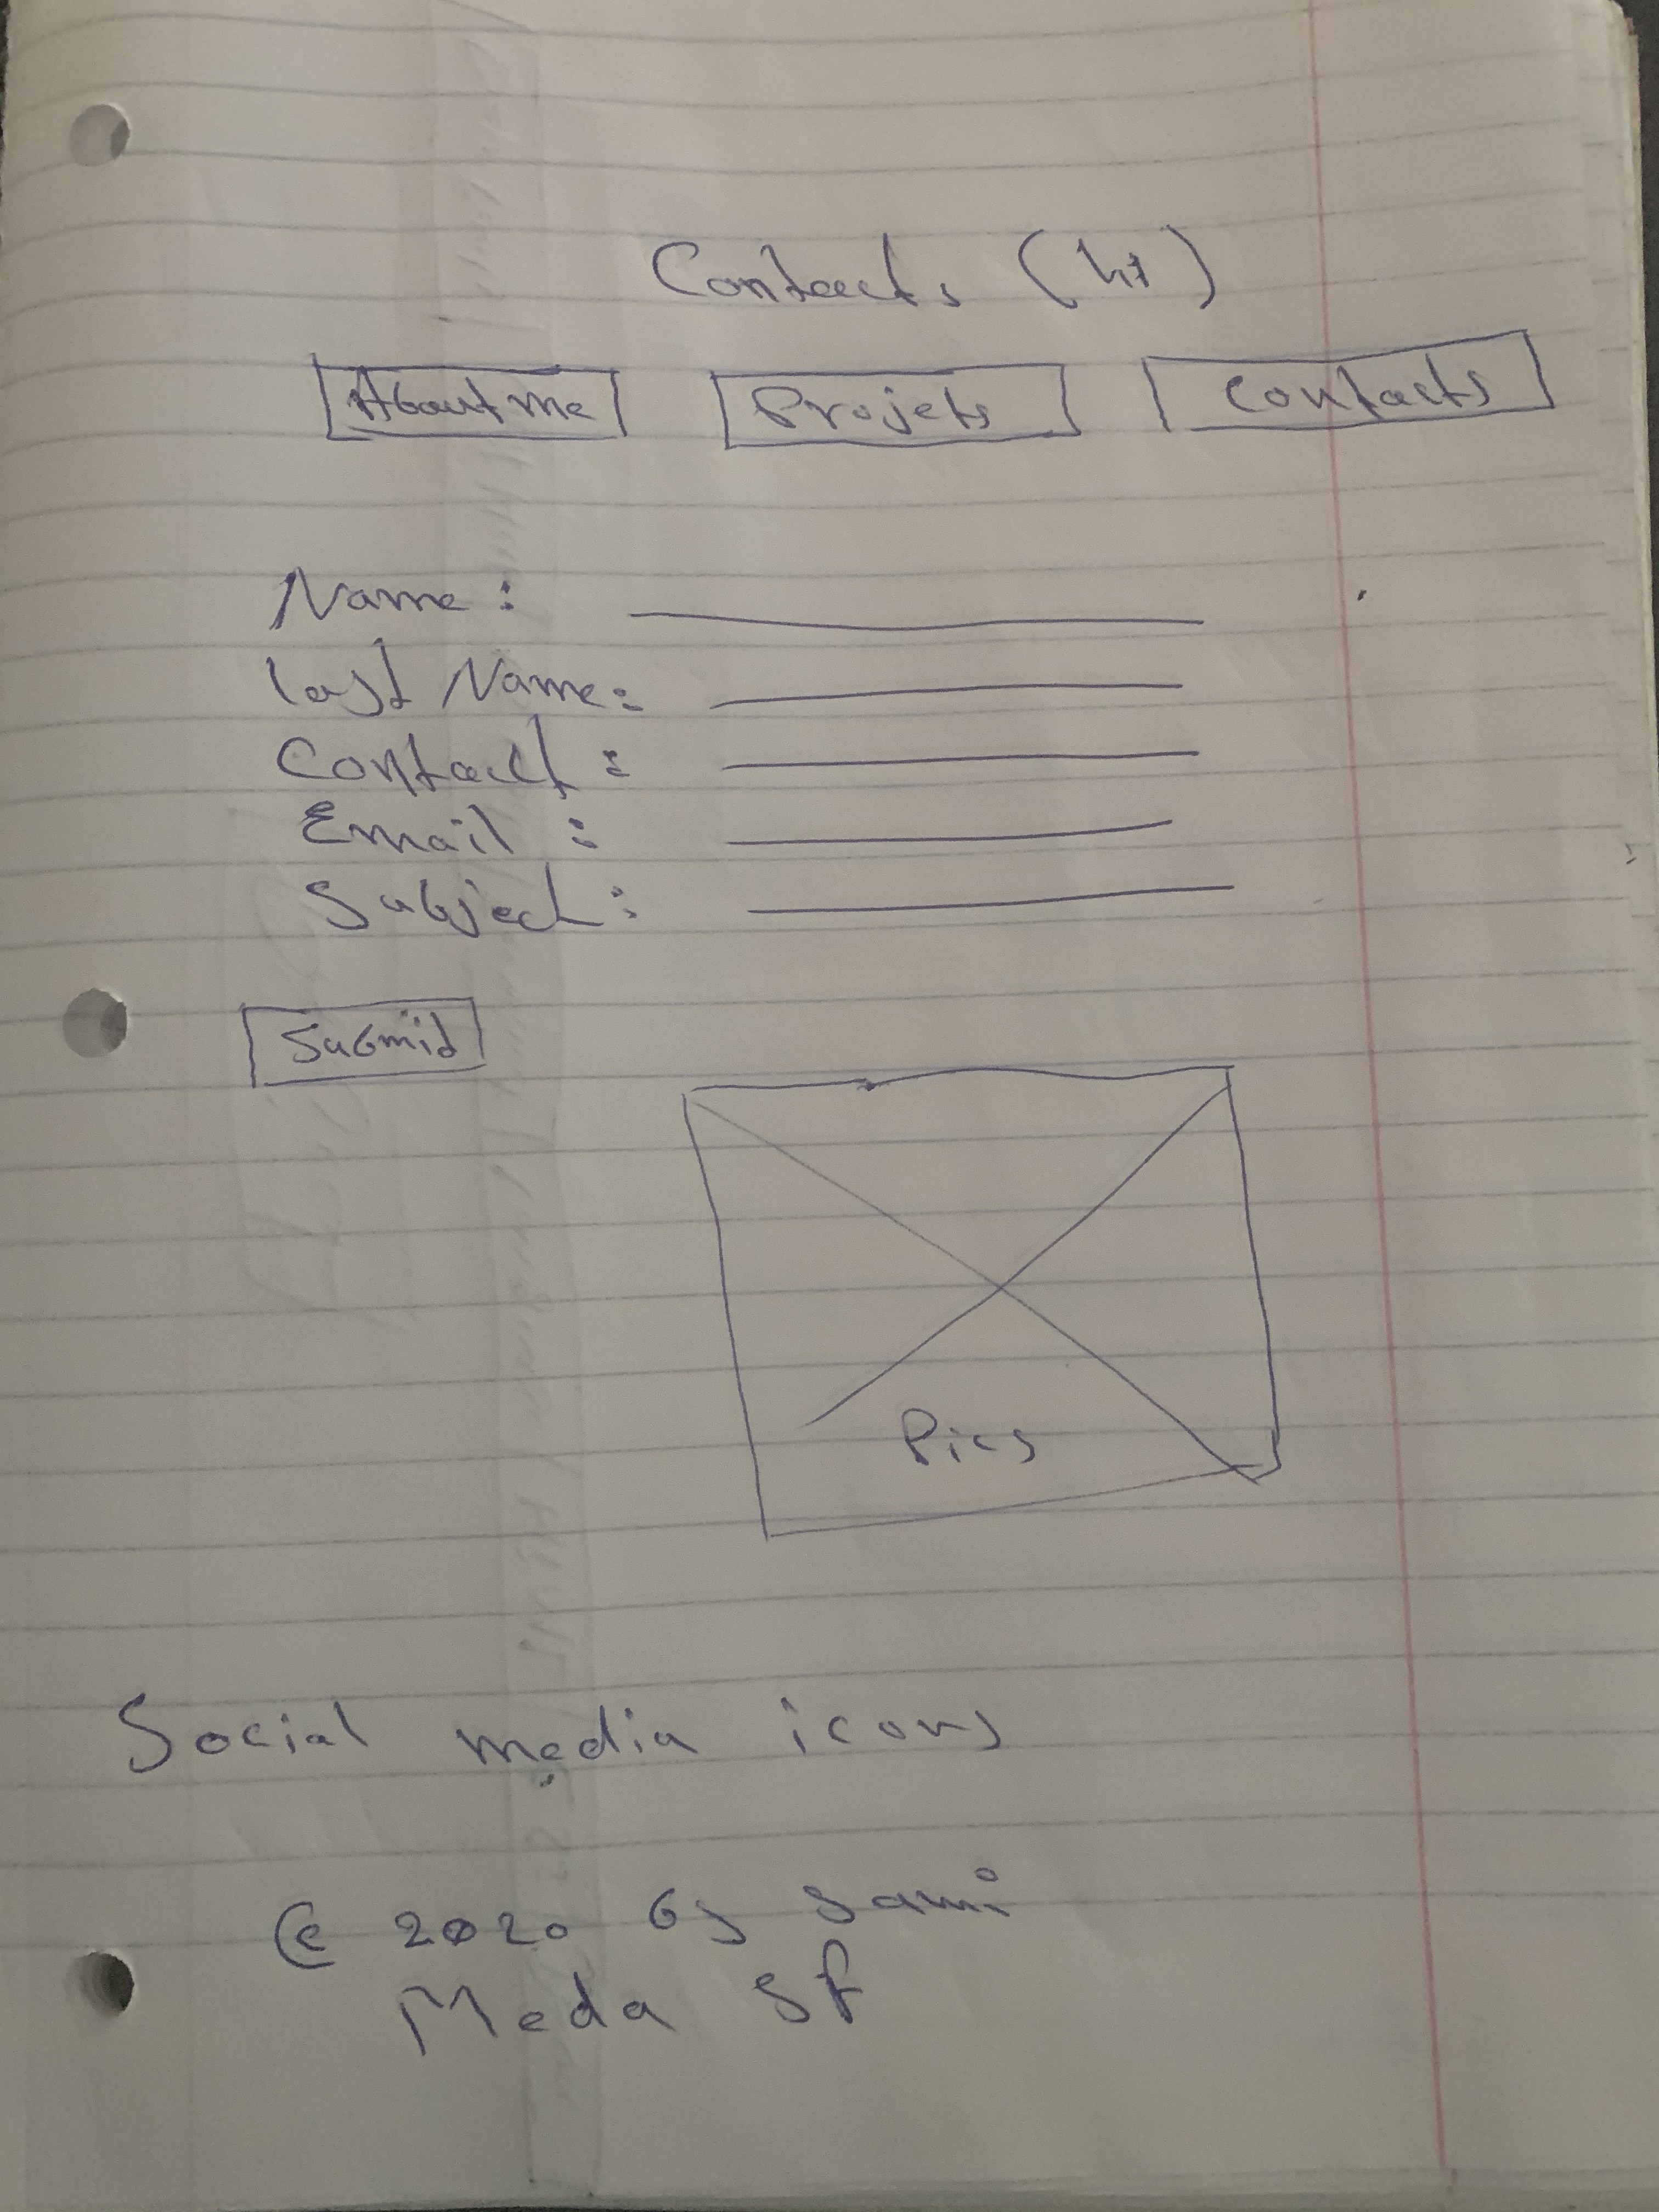 Contacts (h1)
About me Projets Contacts
Name :
last Name:
Contact :
Email :
Subject :
Submit
Pics
Social media icons
@ 2020 by Sami
Meda SF